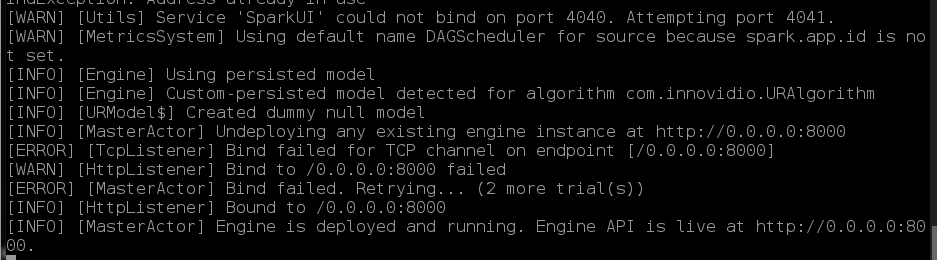 [WARN] [Utils] Service 'SparkUI' could not bind on port 4040. Attempting port 4041.
[WARN] [MetricsSystem] Using default name DAGScheduler for source because spark.app.id is no
t set.
[INFO] [Engine] Using persisted model
[INFO] [Engine] Custom-persisted model detected for algorithm com.innovidio.URAlgorithm
[INFO] [URModel$] Created dummy null model
[INFO] [MasterActor] Undeploying any existing engine instance at http://0.0.0.0:8000
[ERROR] [TcpListener] Bind failed for TCP channel on endpoint [/0.0.0.0:8000]
[WARN] [HttpListener] Bind to /0.0.0.0:8000 failed
[ERROR] [MasterActor] Bind failed. Retrying... (2 more trial(s))
[INFO] [HttpListener] Bound to /0.0.0.0:8000
[INFO] [MasterActor] Engine is deployed and running. Engine API is live at http://0.0.0.0:80
00.